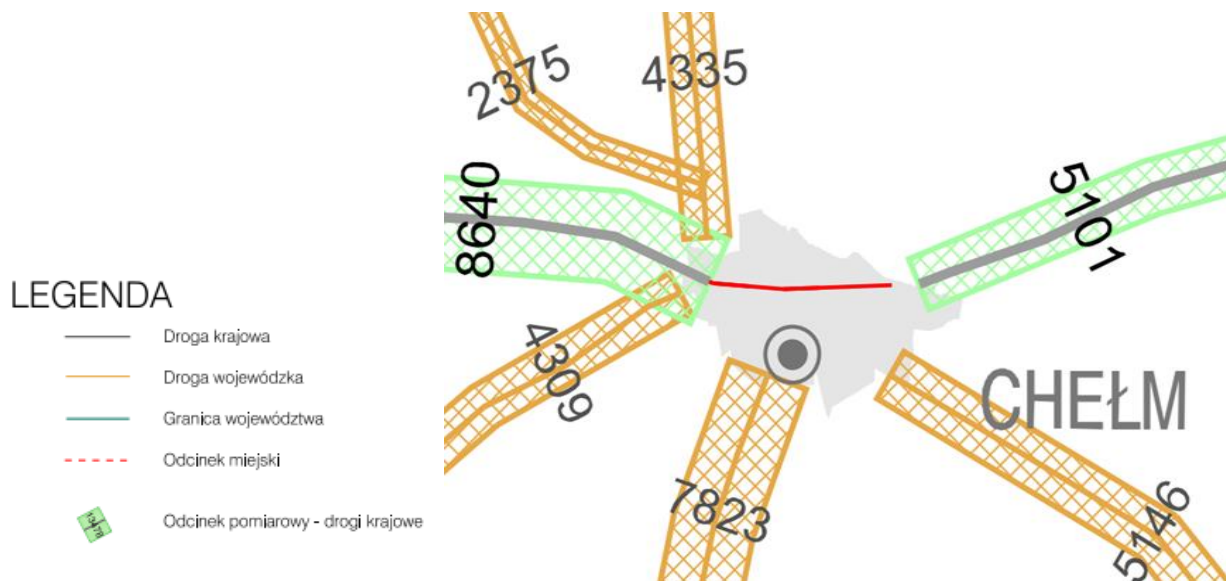 LEGENDA
Droga krajowa
Droga wojewódzka
Granica województwa
Odcinek miejski
13478
Odcinek pomiarowy - drogi krajowe
2375
4335
8640
5101
4309
CHEŁM
7823
5146